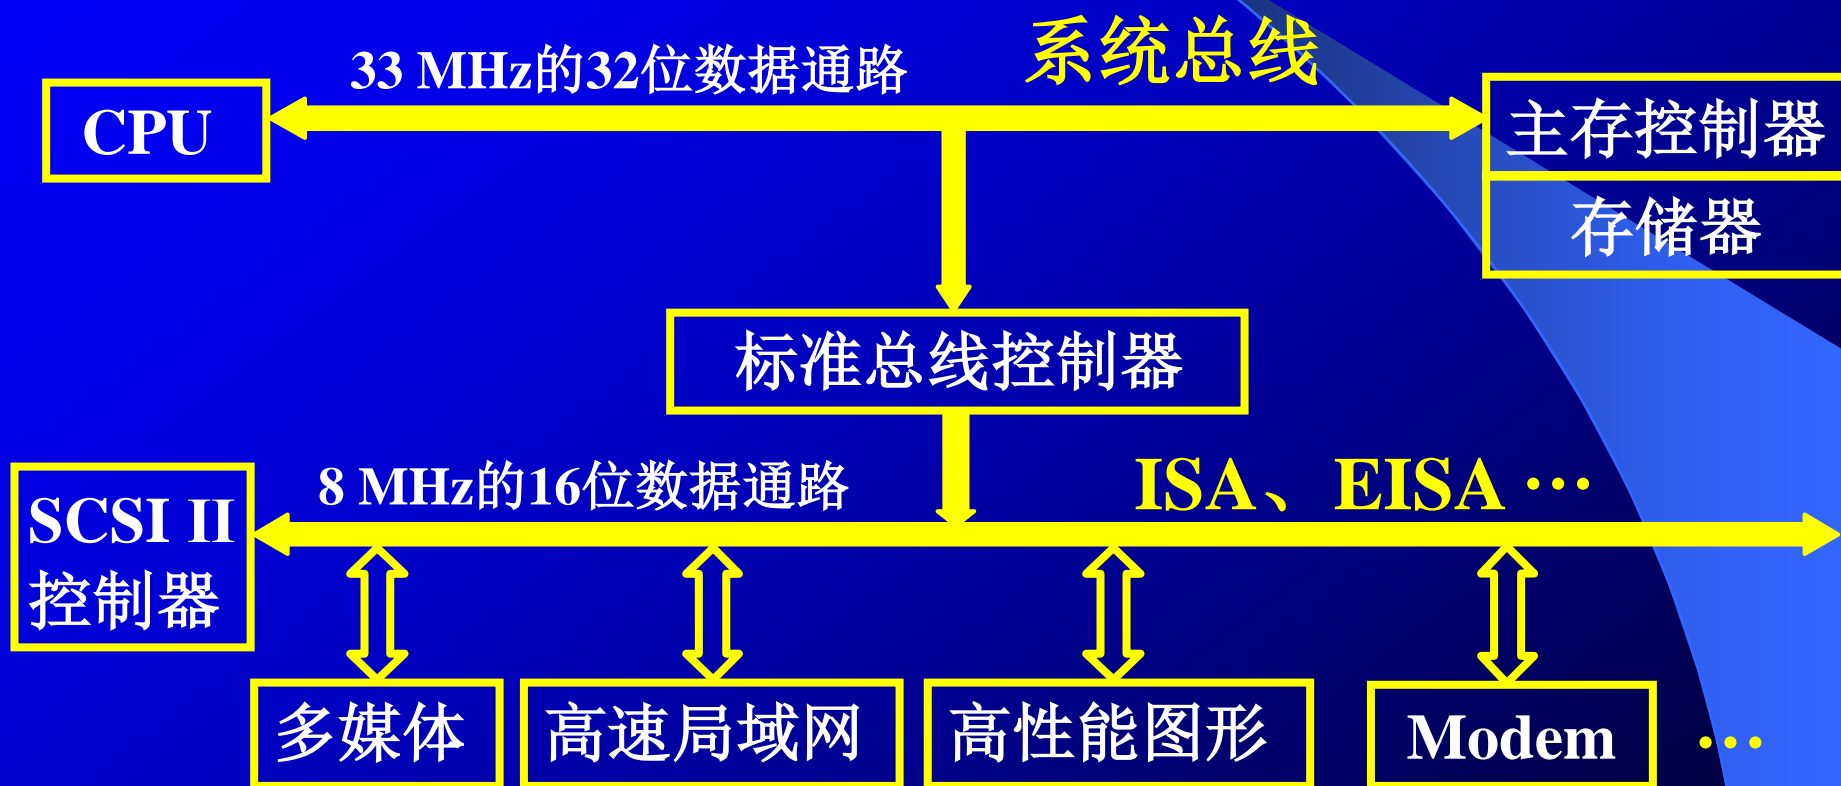 系统总线
33 MHz的32位数据通路
CPU
主存控制器
存储器
标准总线控制器
8 MHz的16位数据通路
ISA、EISA …
SCSI II
控制器
多媒体
高速局域网
高性能图形
Modem
…